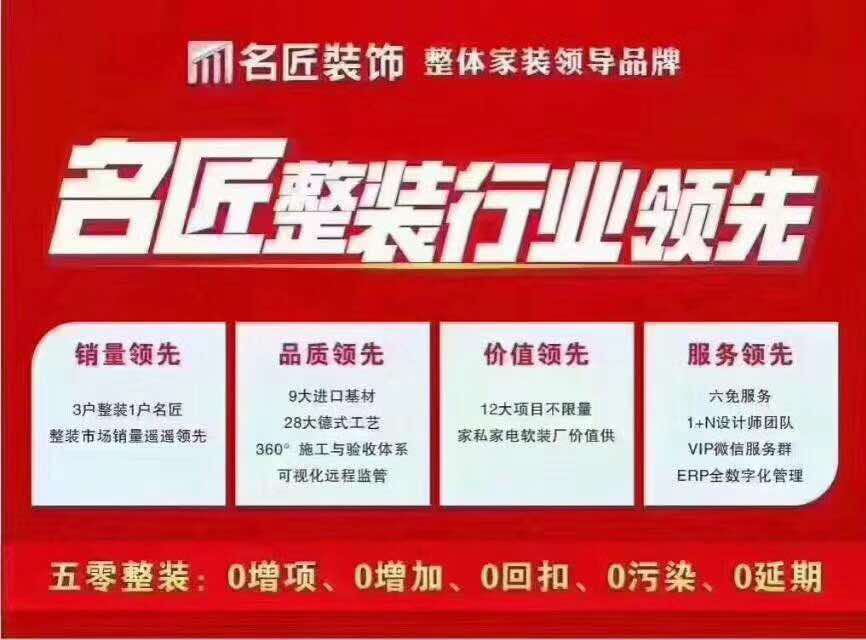 名匠装饰 整体家装领导品牌
名匠整装行业领先
销量领先
3户整装1户名匠
整装市场销量遥遥领先
品质领先
9大进口基材
28大德式工艺
360°施工与验收体系
可视化远程监管
价值领先
12大项目不限量
家私家电软装厂价值供
服务领先
六免服务
1+N设计师团队
VIP微信服务群
ERP全数字化管理
五零整装：0增项、0增加、0回扣、0污染、0延期